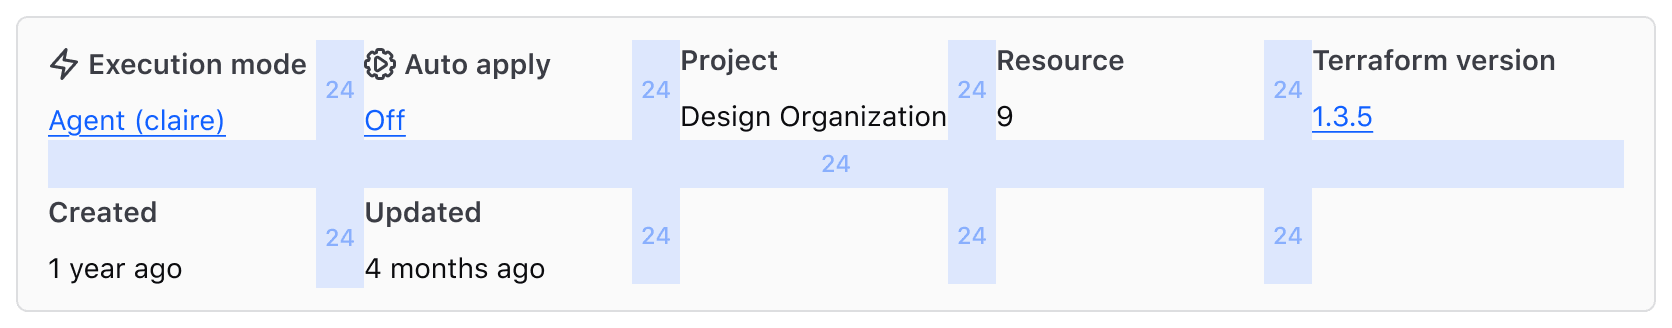 Execution mode
Auto apply
Project
Resource
Terraform version
24
24
24
24
Agent (claire)
Off
Design Organization
9
1.3.5
24
Created
Updated
24
24
24
24
1 year ago
4 months ago